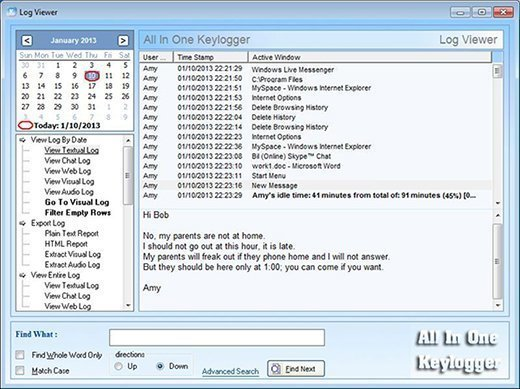 Log Viewer
January 2013
Sun Mon Tue Wed Thu Fri Sat
30 31 1 2 3 4 5
6 7 8 9 10 11 12
13 14 15 16 17 18 19
20 21 22 23 24 25 26
27 28 29 30 31 1 2
3 4 5 6 7 8 9
Today: 1/10/2013
View Log By Date
View Textual Log
View Chat Log
View Web Log
View Visual Log
View Audio Log
Go To Visual Log
Filter Empty Rows
Export Log
Plain Text Report
HTML Report
Extract Visual Log
Extract Audio Log
View Entire Log
View Textual Log
View Chat Log
View Web Log
All In One Keylogger Log Viewer
User ... Time Stamp Active Window
Amy 01/10/2013 22:21:29 Windows Live Messenger
Amy 01/10/2013 22:21:50 C:\Program Files
Amy 01/10/2013 22:21:51 MySpace - Windows Internet Explorer
Amy 01/10/2013 22:21:53 Internet Options
Amy 01/10/2013 22:21:56 Delete Browsing History
Amy 01/10/2013 22:22:04 Delete History
Amy 01/10/2013 22:22:14 Delete Browsing History
Amy 01/10/2013 22:22:23 Internet Options
Amy 01/10/2013 22:22:36 MySpace - Windows Internet Explorer
Amy 01/10/2013 22:23:08 Bil (Online) Skype™ Chat
Amy 01/10/2013 22:23:10 work1.doc - Microsoft Word
Amy 01/10/2013 22:23:11 Start Menu
Amy 01/10/2013 22:23:16 New Message
Amy 01/10/2013 22:23:29 Amy's idle time: 41 minutes from total of: 91 minutes (45%) [0...
Hi Bob
No, my parents are not at home.
I should not go out at this hour, it is late.
My parents will freak out if they phone home and I will not answer.
But they should be here only at 1:00; you can come if you want.
Amy
Find What :
Find Whole Word Only
Match Case
directions
Up Down
Advanced Search
Find Next
All In One
Keylogger